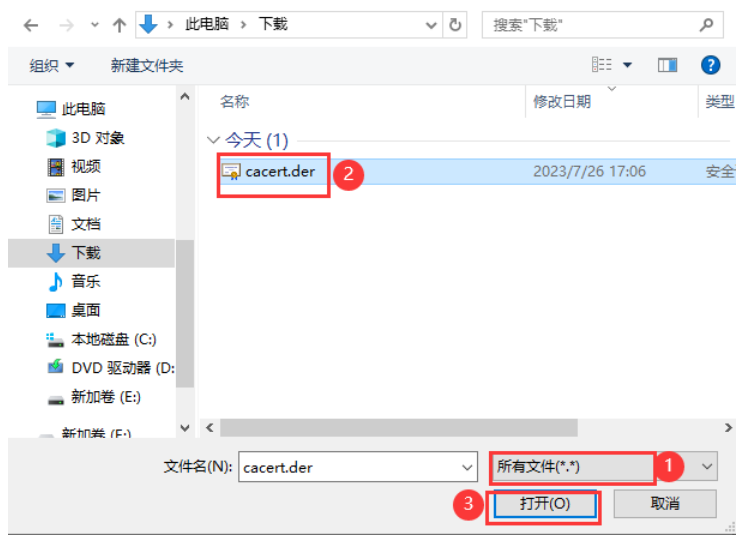 此电脑 › 下载 搜索"下载"
组织 新建文件夹 ?
此电脑 名称 修改日期 类型
3D 对象 今天 (1)
视频 cacert.der 2 2023/7/26 17:06 安全
图片
文档
下载
音乐
桌面
本地磁盘 (C:)
DVD 驱动器 (D:
新加卷 (E:)
新加卷 (E:)
文件名(N): cacert.der 所有文件(*.*) 1
3 打开(O) 取消